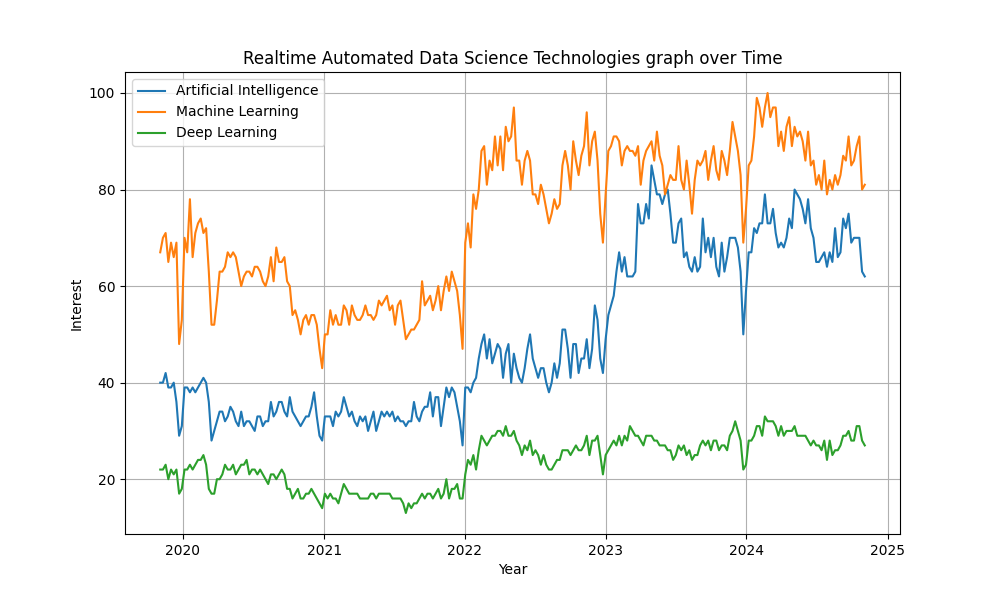 Realtime Automated Data Science Technologies graph over Time
Artificial Intelligence
Machine Learning
Deep Learning
100
80
60
40
20
Interest
2020 2021 2022 2023 2024 2025
Year